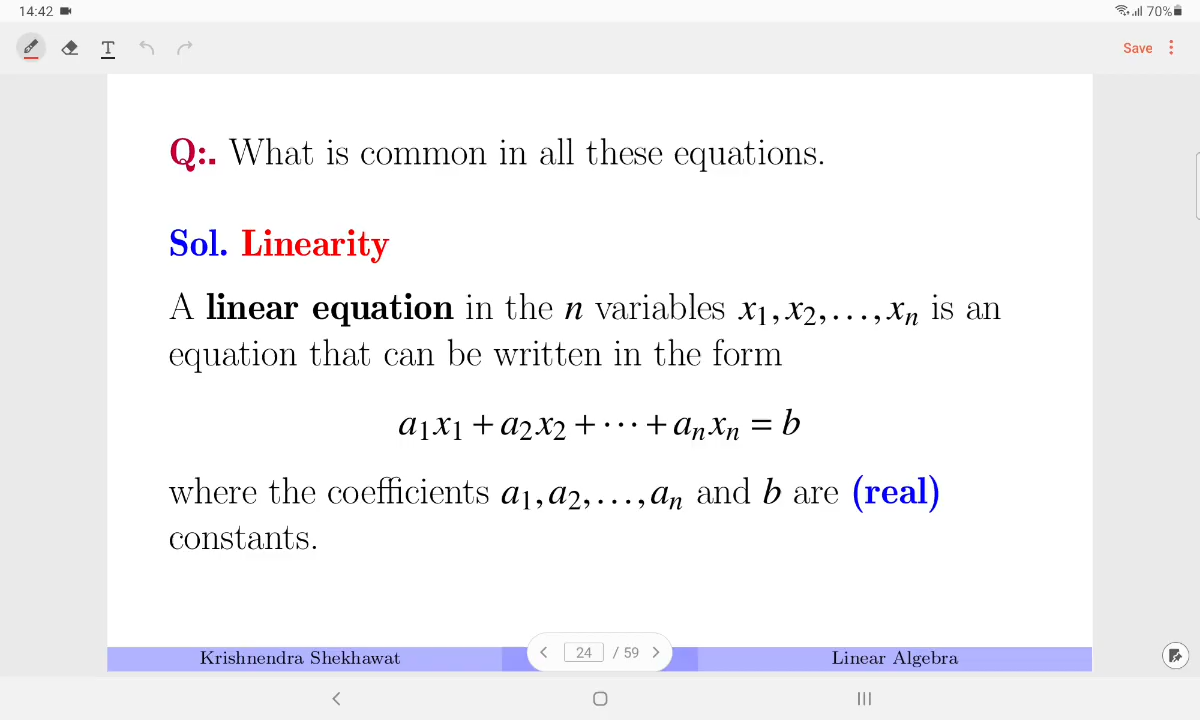 14:42 70%
T Save
Q:. What is common in all these equations.
Sol. Linearity
A linear equation in the n variables x₁, x₂, ..., xₙ is an
equation that can be written in the form
a₁x₁ + a₂x₂ + ··· + aₙxₙ = b
where the coefficients a₁, a₂, ..., aₙ and b are (real)
constants.
Krishnendra Shekhawat 24 / 59 Linear Algebra